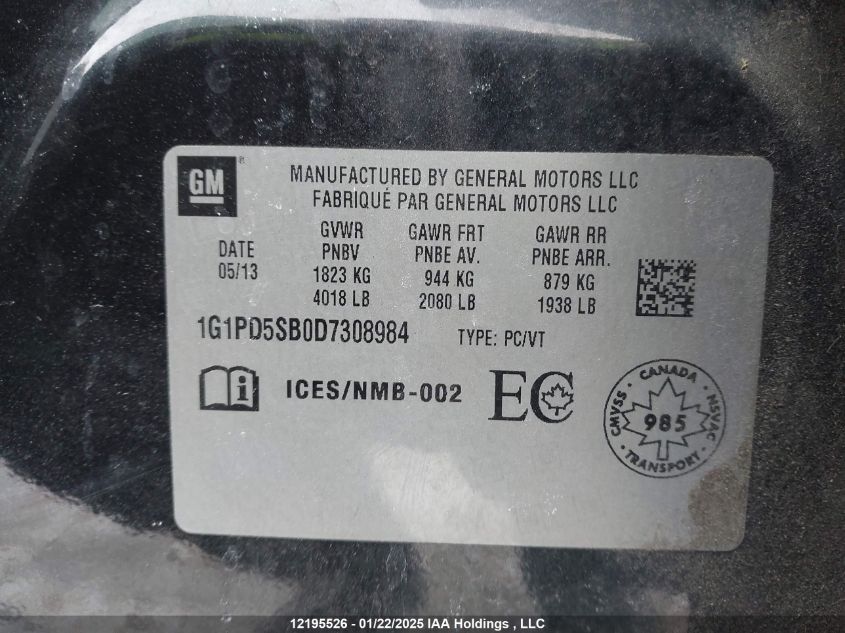 GM ®
MANUFACTURED BY GENERAL MOTORS LLC
FABRIQUÉ PAR GENERAL MOTORS LLC
DATE
05/13
GVWR
PNBV
1823 KG
4018 LB
GAWR FRT
PNBE AV.
944 KG
2080 LB
GAWR RR
PNBE ARR.
879 KG
1938 LB
1G1PD5SB0D7308984 TYPE: PC/VT
i ICES/NMB-002 EC
CANADA
CMVSS 985 NSVAC
TRANSPORT
12195526 - 01/22/2025 IAA Holdings , LLC